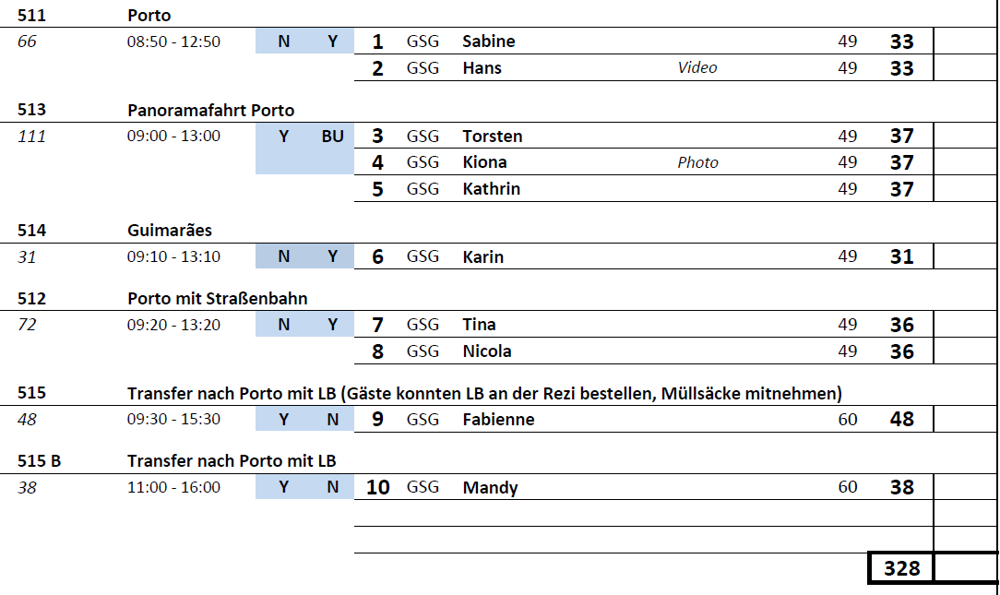 511 Porto
66 08:50 - 12:50 N Y 1 GSG Sabine 49 33
2 GSG Hans Video 49 33
513 Panoramafahrt Porto
111 09:00 - 13:00 Y BU 3 GSG Torsten 49 37
4 GSG Kiona Photo 49 37
5 GSG Kathrin 49 37
514 Guimarães
31 09:10 - 13:10 N Y 6 GSG Karin 49 31
512 Porto mit Straßenbahn
72 09:20 - 13:20 N Y 7 GSG Tina 49 36
8 GSG Nicola 49 36
515 Transfer nach Porto mit LB (Gäste konnten LB an der Rezi bestellen, Müllsäcke mitnehmen)
48 09:30 - 15:30 Y N 9 GSG Fabienne 60 48
515 B Transfer nach Porto mit LB
38 11:00 - 16:00 Y N 10 GSG Mandy 60 38
328